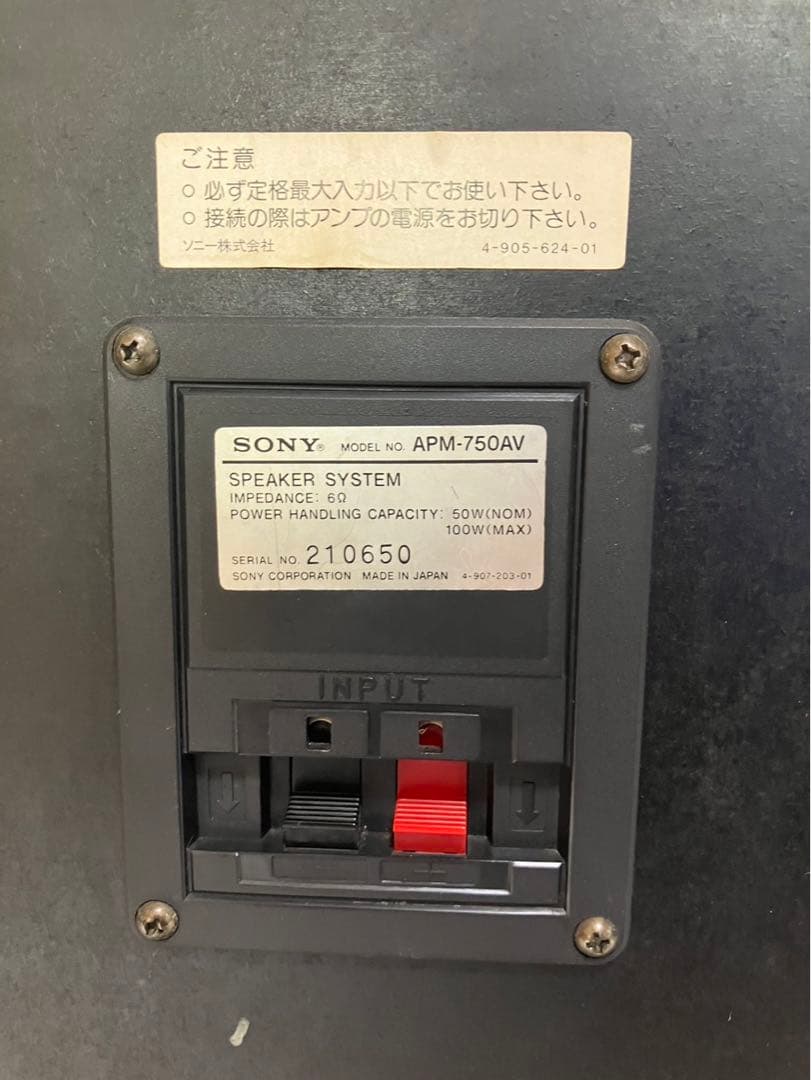 ご注意
○ 必ず定格最大入力以下でお使い下さい。
○ 接続の際はアンプの電源をお切り下さい。
ソニー株式会社 4-905-624-01
SONY® MODEL NO. APM-750AV
SPEAKER SYSTEM
IMPEDANCE: 6Ω
POWER HANDLING CAPACITY: 50W(NOM)
100W(MAX)
SERIAL NO. 210650
SONY CORPORATION MADE IN JAPAN 4-907-203-01
INPUT
↓ ↓
− +